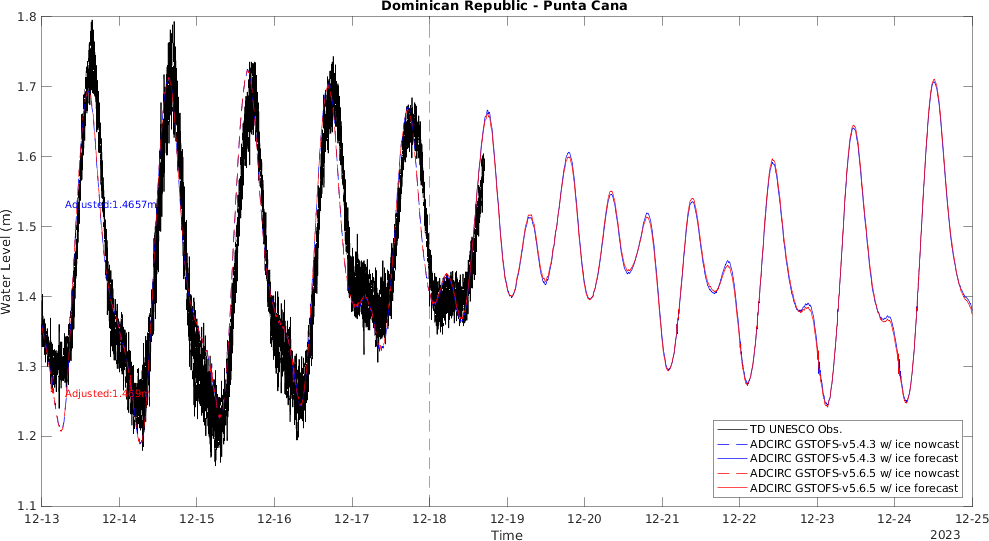 Dominican Republic - Punta Cana
Water Level (m)
1.8
1.7
1.6
1.5
1.4
1.3
1.2
1.1
Adjusted:1.4657m
12-13
12-14
12-15
12-16
12-17
12-18
12-19
12-20
12-21
12-22
12-23
12-24
12-25
Time
2023
TD UNESCO Obs.
ADCIRC GSTOFS-v5.4.3 w/ ice nowcast
ADCIRC GSTOFS-v5.4.3 w/ ice forecast
ADCIRC GSTOFS-v5.6.5 w/ ice nowcast
ADCIRC GSTOFS-v5.6.5 w/ ice forecast